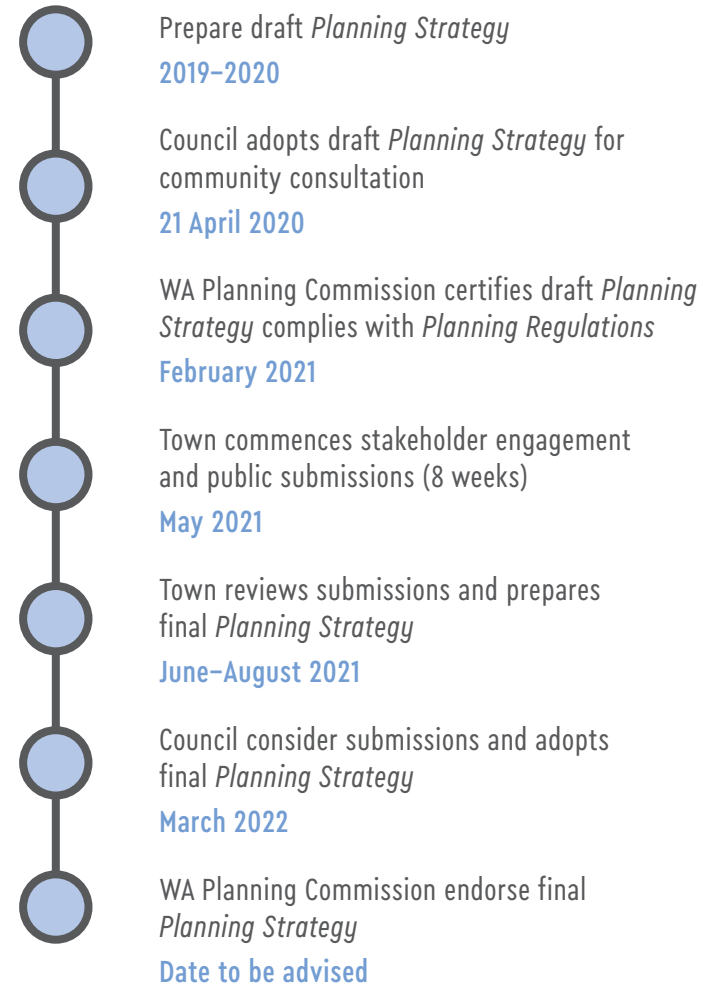 Prepare draft Planning Strategy
2019–2020
Council adopts draft Planning Strategy for
community consultation
21 April 2020
WA Planning Commission certifies draft Planning
Strategy complies with Planning Regulations
February 2021
Town commences stakeholder engagement
and public submissions (8 weeks)
May 2021
Town reviews submissions and prepares
final Planning Strategy
June–August 2021
Council consider submissions and adopts
final Planning Strategy
March 2022
WA Planning Commission endorse final
Planning Strategy
Date to be advised